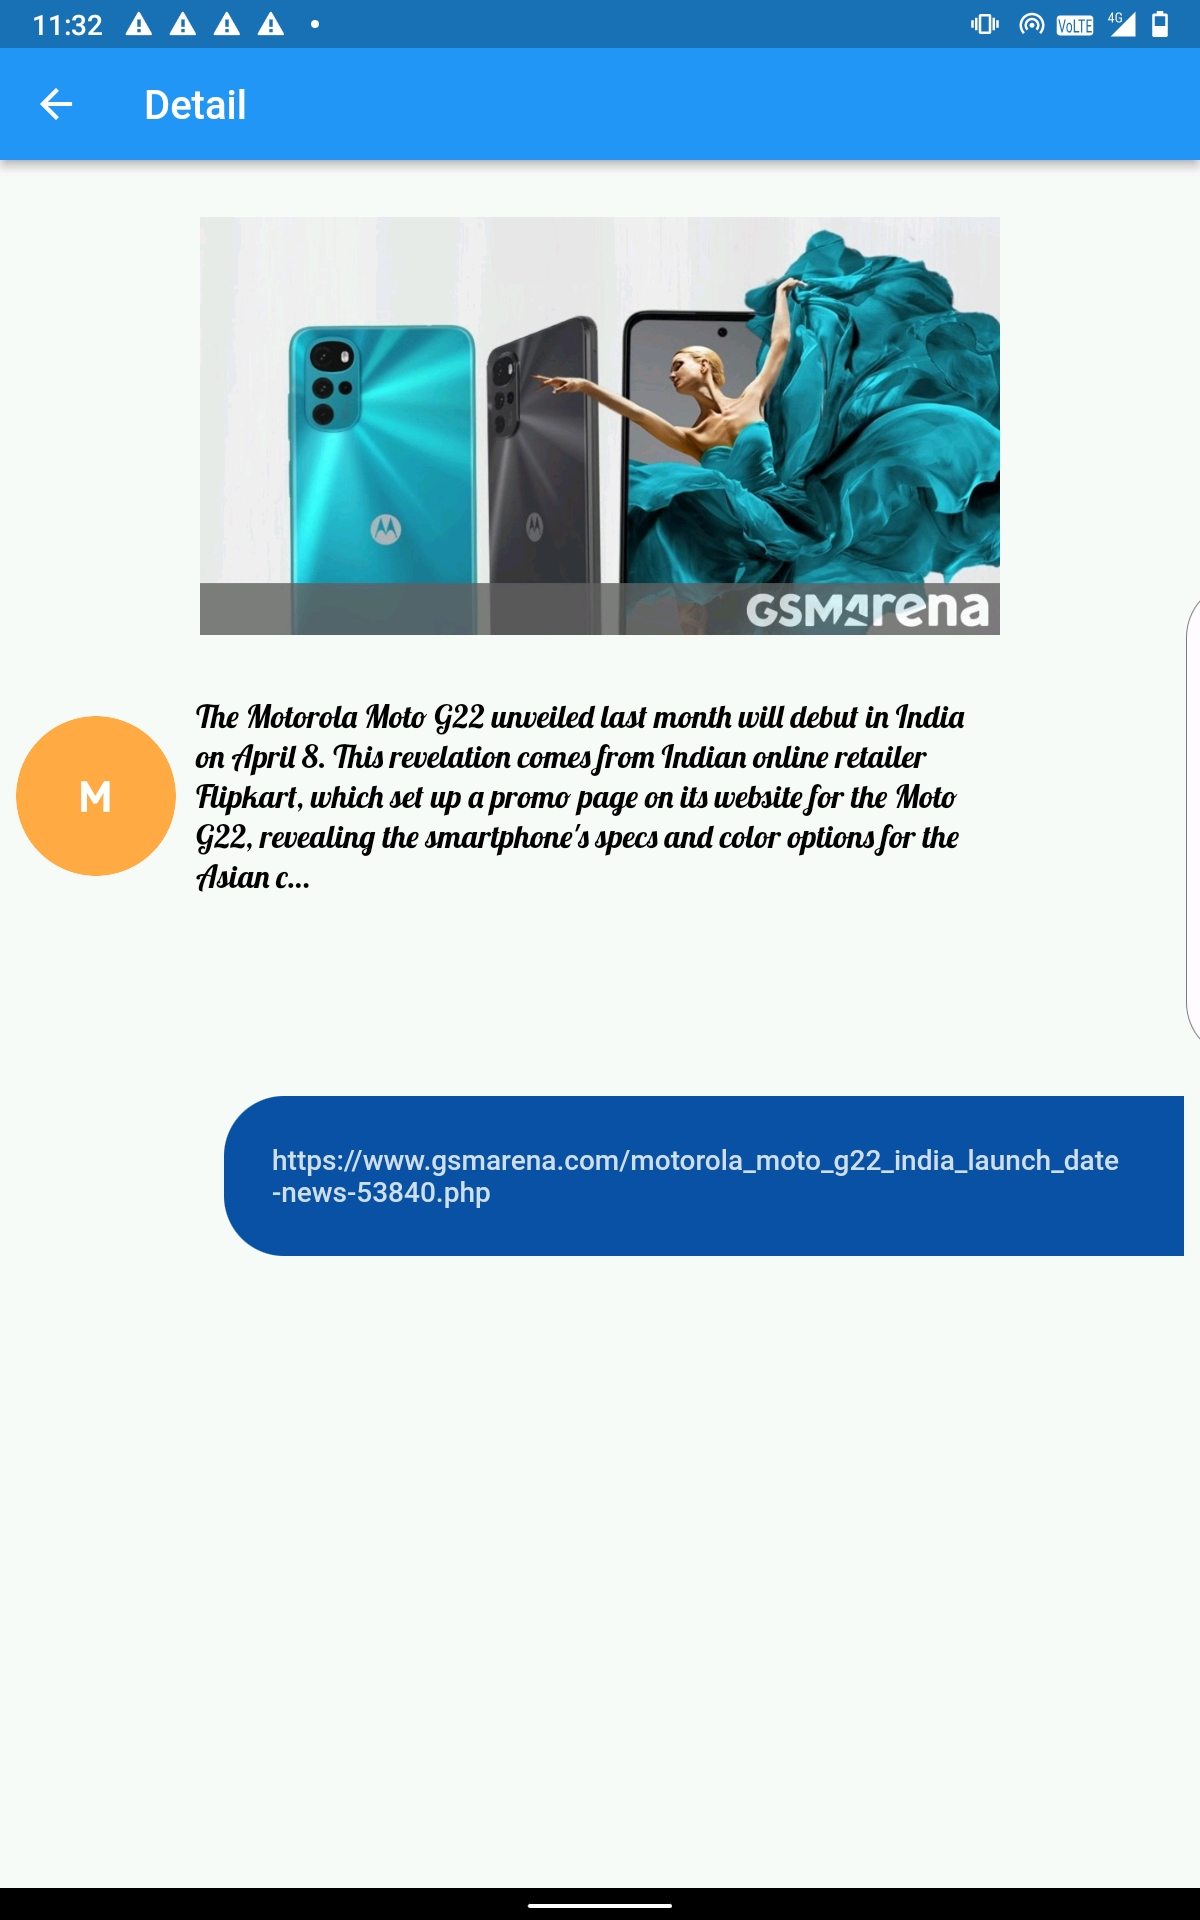 11:32
VoLTE
4G
Detail
GSMArena
The Motorola Moto G22 unveiled last month will debut in India
on April 8. This revelation comes from Indian online retailer
Flipkart, which set up a promo page on its website for the Moto
G22, revealing the smartphone's specs and color options for the
Asian c...
M
https://www.gsmarena.com/motorola_moto_g22_india_launch_date
-news-53840.php